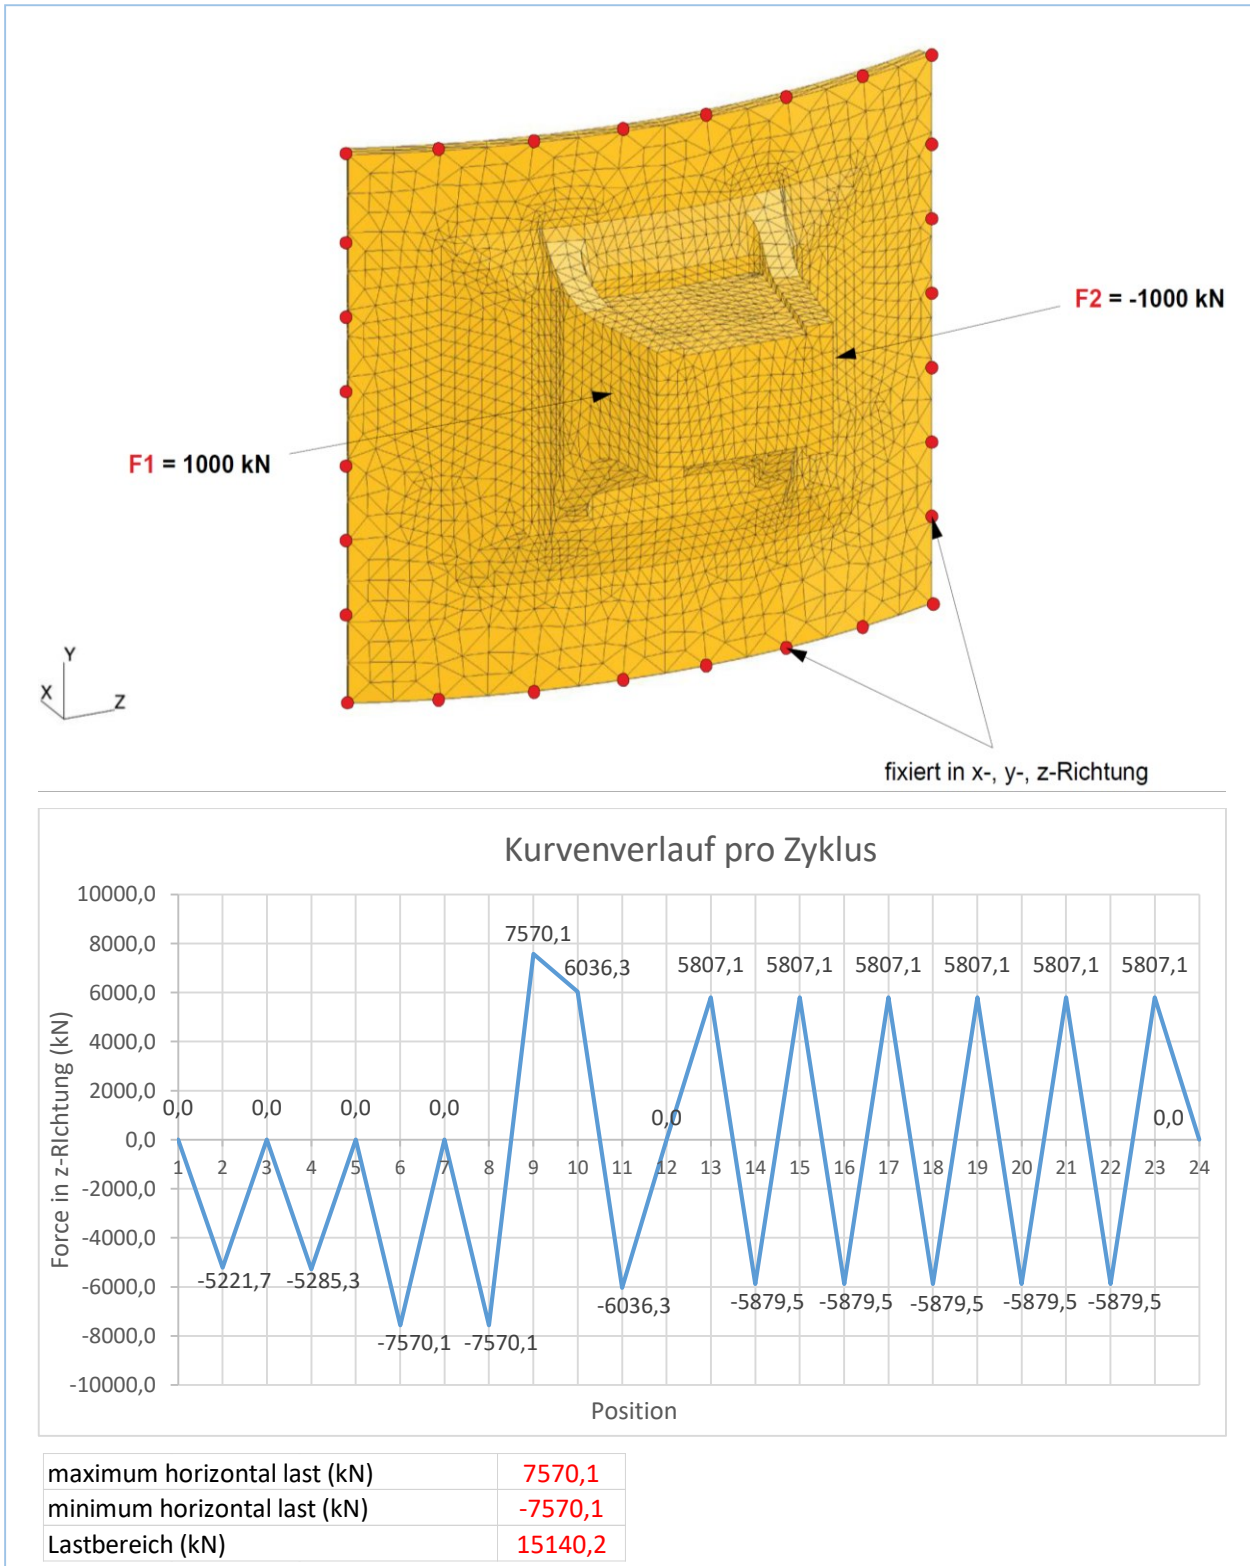 F2 = -1000 kN
F1 = 1000 kN
Y
X
Z
fixiert in x-, y-, z-Richtung
Kurvenverlauf pro Zyklus
Force in z-RIchtung (kN)
10000,0
8000,0
6000,0
4000,0
2000,0
0,0
-2000,0
-4000,0
-6000,0
-8000,0
-10000,0
0,0
-5221,7
0,0
-5285,3
0,0
-7570,1
0,0
-7570,1
7570,1
6036,3
-6036,3
0,0
5807,1
-5879,5
5807,1
-5879,5
5807,1
-5879,5
5807,1
-5879,5
5807,1
-5879,5
5807,1
0,0
1 2 3 4 5 6 7 8 9 10 11 12 13 14 15 16 17 18 19 20 21 22 23 24
Position
maximum horizontal last (kN) 7570,1
minimum horizontal last (kN) -7570,1
Lastbereich (kN) 15140,2